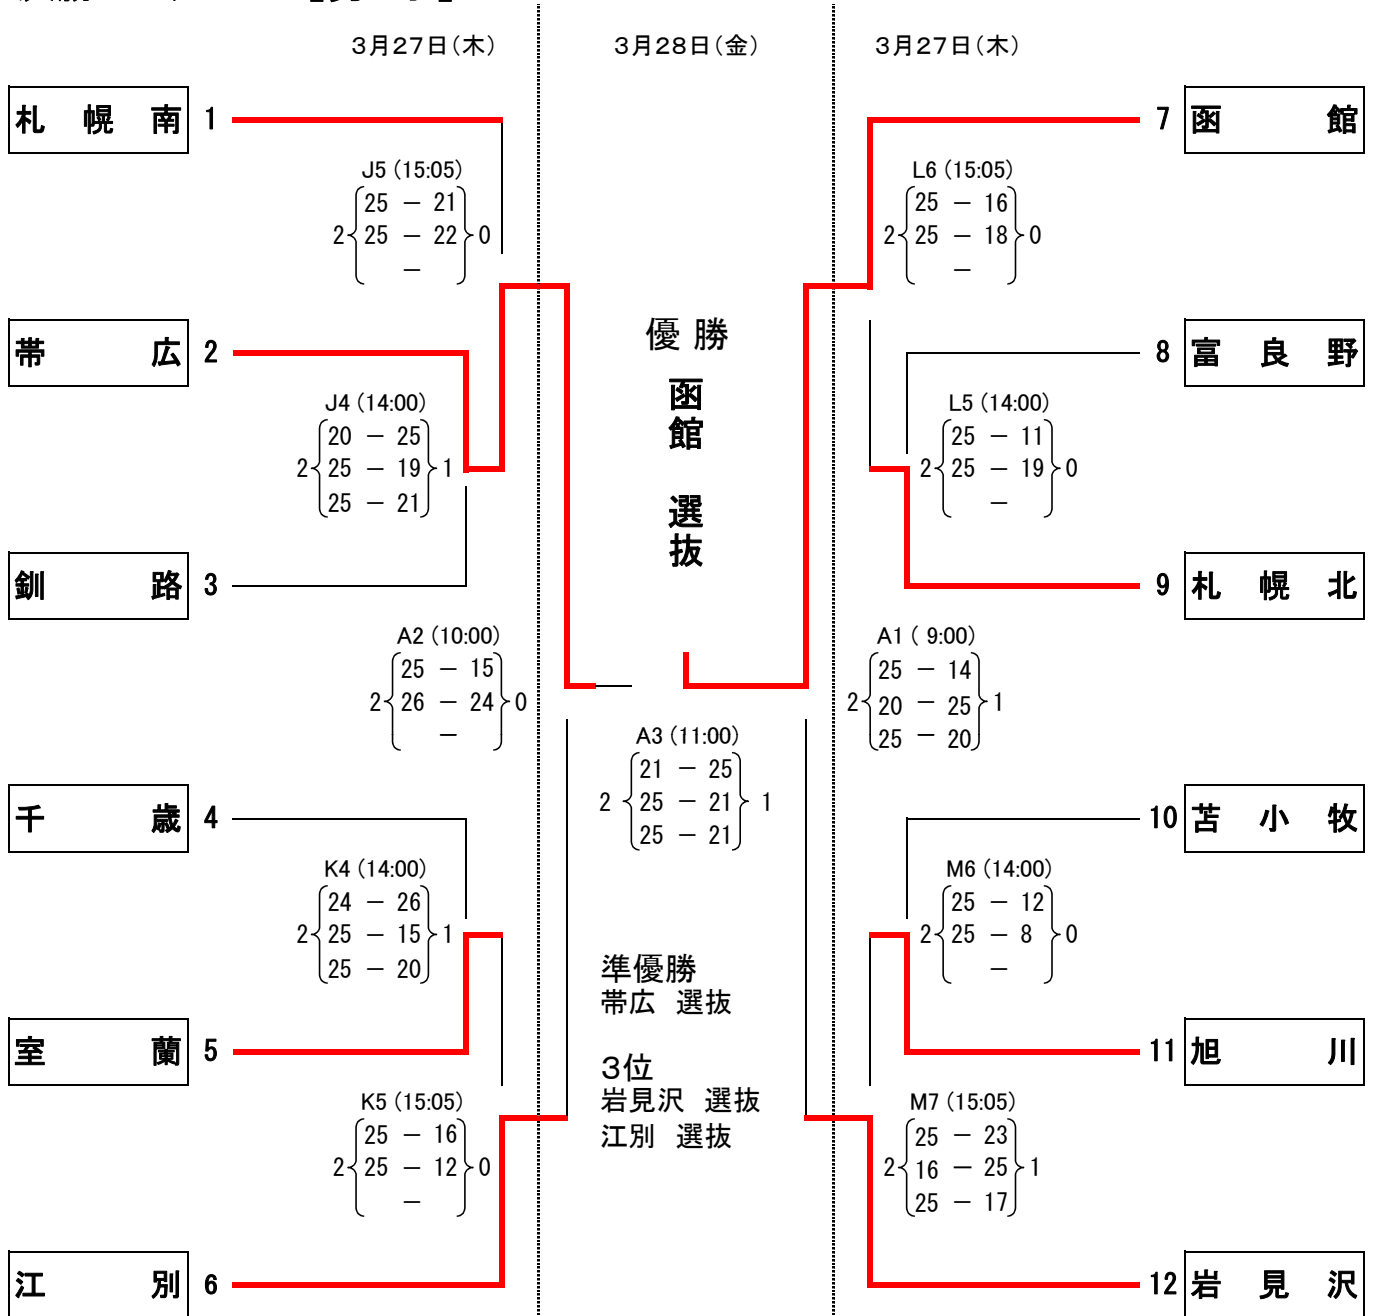 3月27日(木)
3月28日(金)
3月27日(木)
札 幌 南 1
7 函 館
J5 (15:05)
25 － 21
2 25 － 22 0
－
L6 (15:05)
25 － 16
2 25 － 18 0
－
優 勝
函館 選抜
帯 広 2
8 富 良 野
J4 (14:00)
20 － 25
2 25 － 19 1
25 － 21
L5 (14:00)
25 － 11
2 25 － 19 0
－
釧 路 3
9 札 幌 北
A2 (10:00)
25 － 15
2 26 － 24 0
－
A1 ( 9:00)
25 － 14
2 20 － 25 1
25 － 20
A3 (11:00)
21 － 25
2 25 － 21 1
25 － 21
千 歳 4
10 苫 小 牧
K4 (14:00)
24 － 26
2 25 － 15 1
25 － 20
M6 (14:00)
25 － 12
2 25 － 8 0
－
準優勝
帯広 選抜
3位
岩見沢 選抜
江別 選抜
室 蘭 5
11 旭 川
K5 (15:05)
25 － 16
2 25 － 12 0
－
M7 (15:05)
25 － 23
2 16 － 25 1
25 － 17
江 別 6
12 岩 見 沢